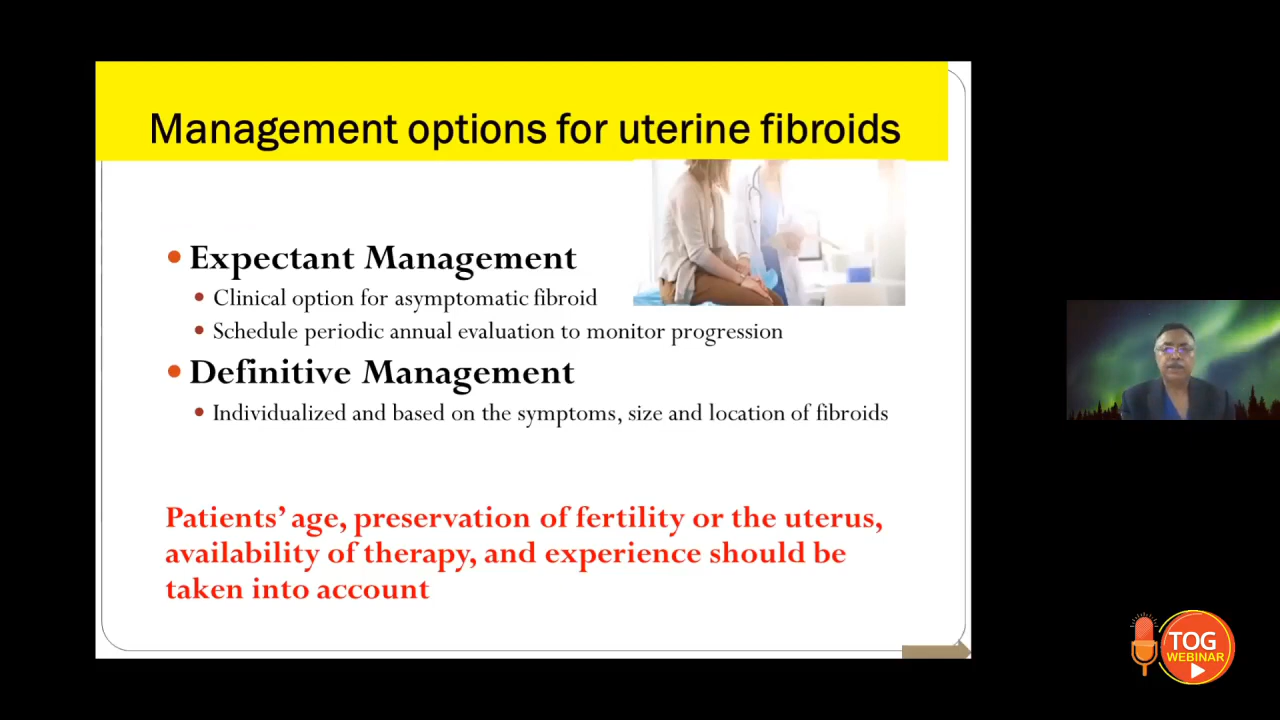 Management options for uterine fibroids
Expectant Management
Clinical option for asymptomatic fibroid
Schedule periodic annual evaluation to monitor progression
Definitive Management
Individualized and based on the symptoms, size and location of fibroids
Patients’ age, preservation of fertility or the uterus,
availability of therapy, and experience should be
taken into account
TOG
WEBINAR